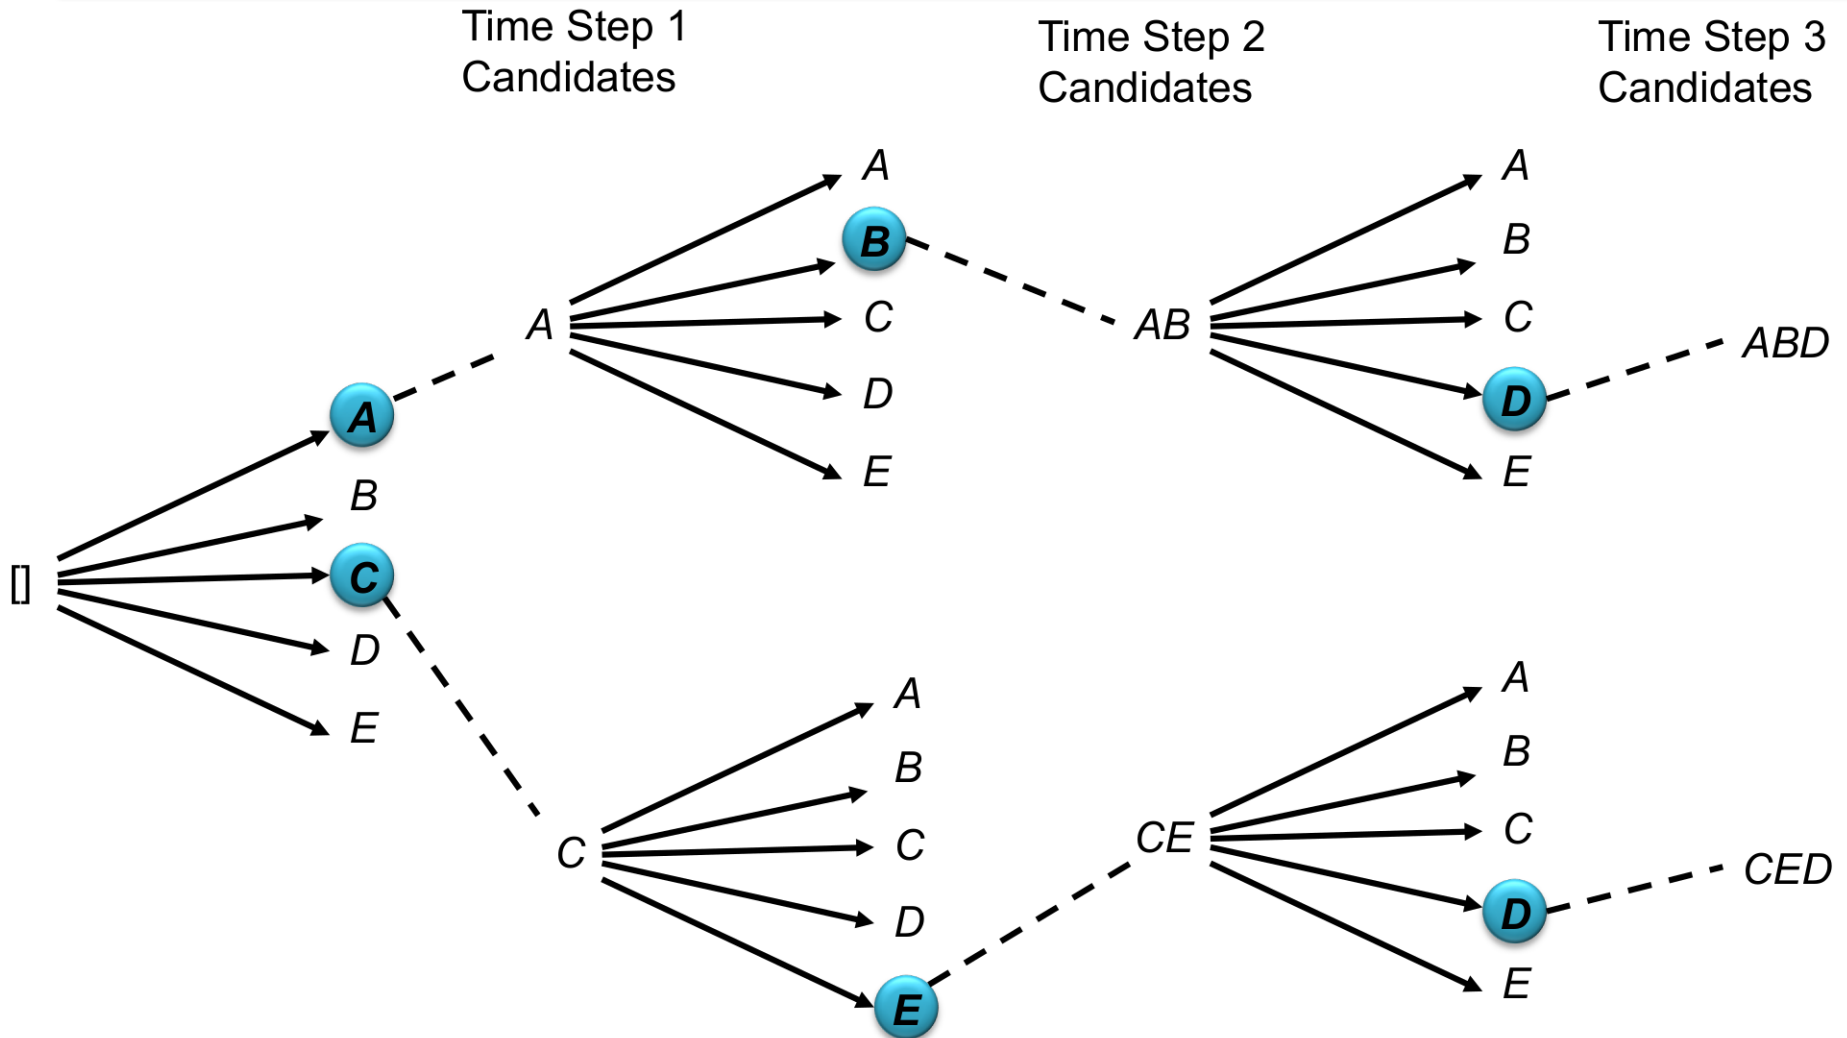 Time Step 1
Candidates
Time Step 2
Candidates
Time Step 3
Candidates
[]
A
B
C
D
E
A
A
B
C
D
E
AB
A
B
C
D
E
ABD
C
A
B
C
D
E
CE
A
B
C
D
E
CED